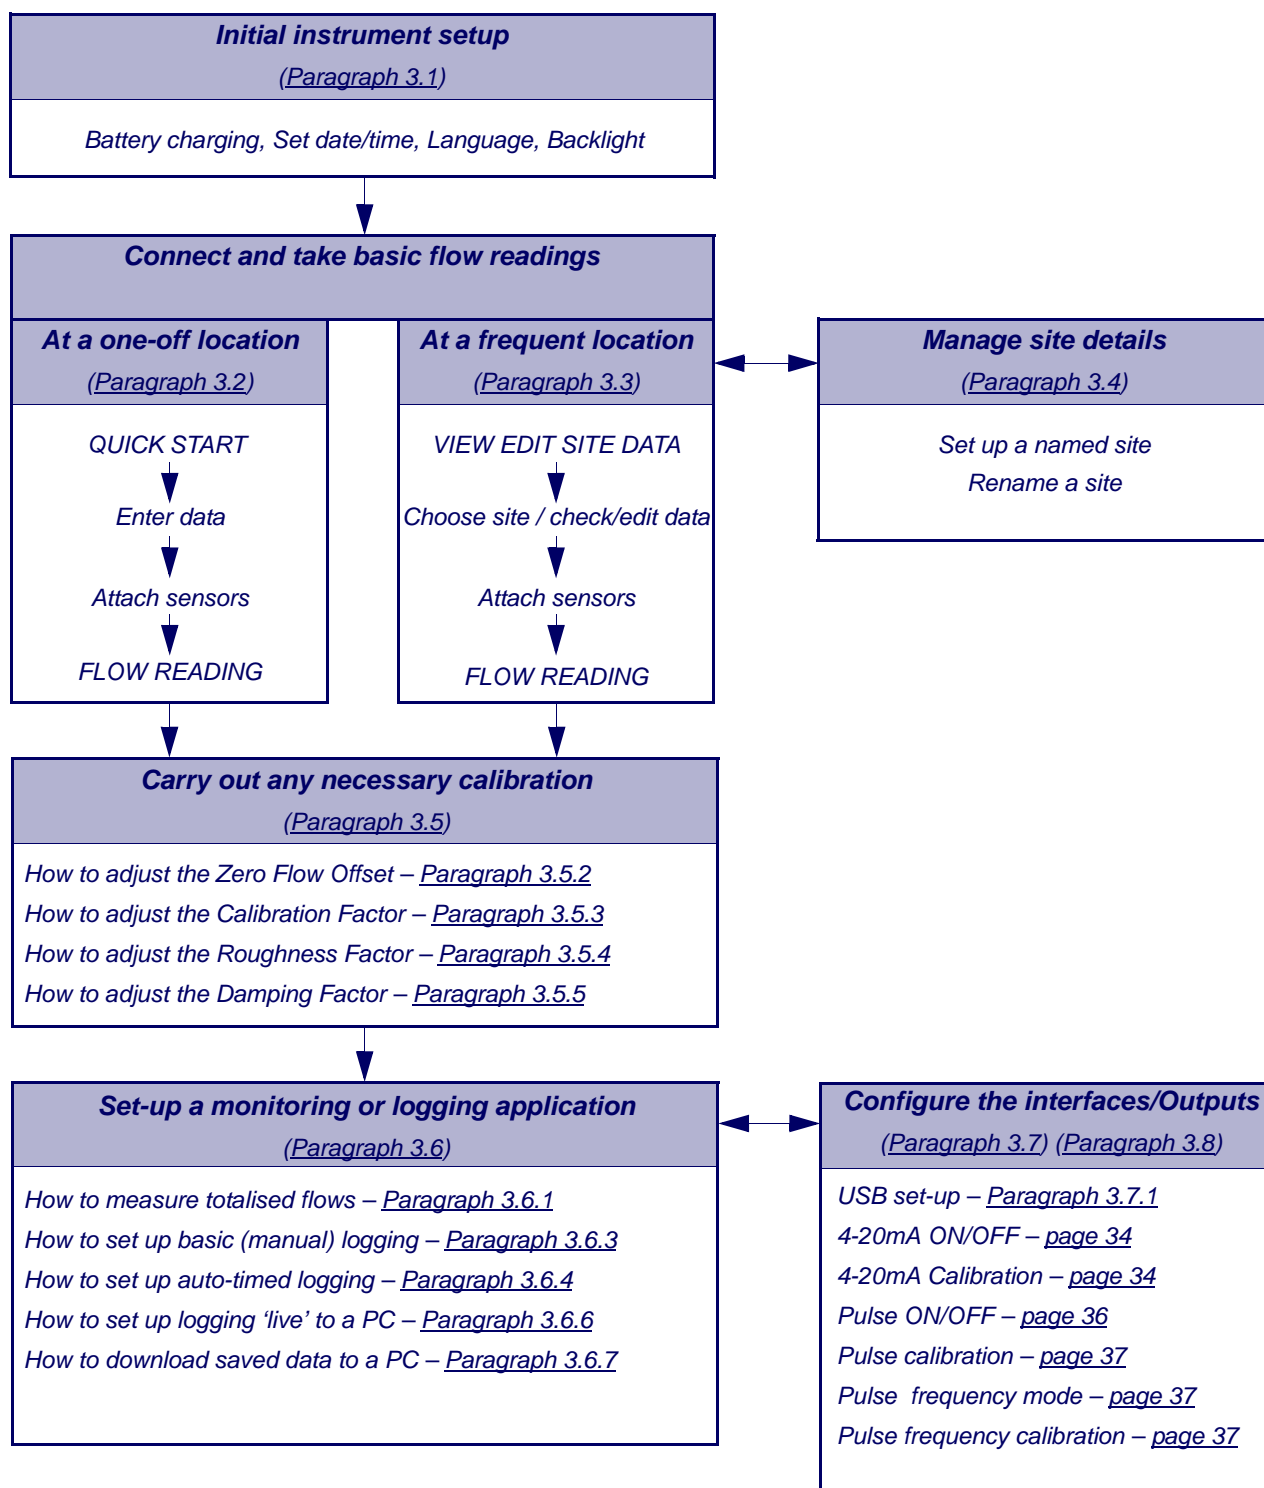 Initial instrument setup
(Paragraph 3.1)
Battery charging, Set date/time, Language, Backlight
Connect and take basic flow readings
At a one-off location
(Paragraph 3.2)
QUICK START
Enter data
Attach sensors
FLOW READING
At a frequent location
(Paragraph 3.3)
VIEW EDIT SITE DATA
Choose site / check/edit data
Attach sensors
FLOW READING
Manage site details
(Paragraph 3.4)
Set up a named site
Rename a site
Carry out any necessary calibration
(Paragraph 3.5)
How to adjust the Zero Flow Offset – Paragraph 3.5.2
How to adjust the Calibration Factor – Paragraph 3.5.3
How to adjust the Roughness Factor – Paragraph 3.5.4
How to adjust the Damping Factor – Paragraph 3.5.5
Set-up a monitoring or logging application
(Paragraph 3.6)
How to measure totalised flows – Paragraph 3.6.1
How to set up basic (manual) logging – Paragraph 3.6.3
How to set up auto-timed logging – Paragraph 3.6.4
How to set up logging ‘live’ to a PC – Paragraph 3.6.6
How to download saved data to a PC – Paragraph 3.6.7
Configure the interfaces/Outputs
(Paragraph 3.7) (Paragraph 3.8)
USB set-up – Paragraph 3.7.1
4-20mA ON/OFF – page 34
4-20mA Calibration – page 34
Pulse ON/OFF – page 36
Pulse calibration – page 37
Pulse frequency mode – page 37
Pulse frequency calibration – page 37